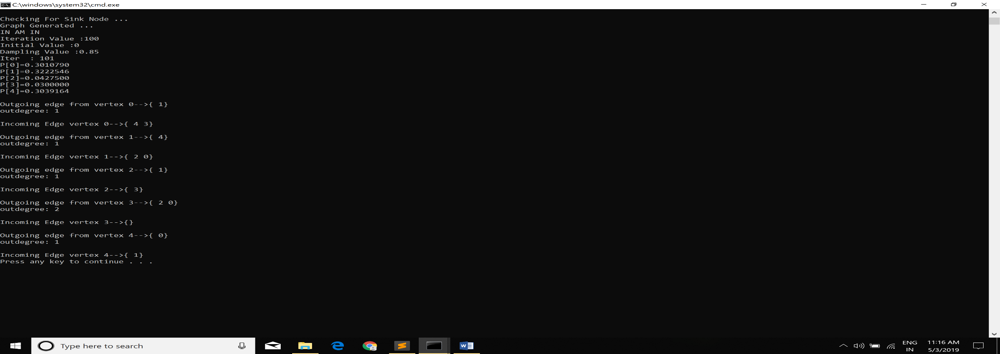 C:\windows\system32\cmd.exe
Checking For Sink Node ...
Graph Generated ...
IN AM IN
Iteration Value :100
Initial Value :0
Dampling Value :0.85
Iter  : 101
P[0]=0.3010790
P[1]=0.3222546
P[2]=0.0427500
P[3]=0.0300000
P[4]=0.3039164
Outgoing edge from vertex 0-->{ 1}
outdegree: 1
Incoming Edge vertex 0-->{ 4 3}
Outgoing edge from vertex 1-->{ 4}
outdegree: 1
Incoming Edge vertex 1-->{ 2 0}
Outgoing edge from vertex 2-->{ 1}
outdegree: 1
Incoming Edge vertex 2-->{ 3}
Outgoing edge from vertex 3-->{ 2 0}
outdegree: 2
Incoming Edge vertex 3-->{}
Outgoing edge from vertex 4-->{ 0}
outdegree: 1
Incoming Edge vertex 4-->{ 1}
Press any key to continue . . .
Type here to search
ENG
IN
11:16 AM
5/3/2019